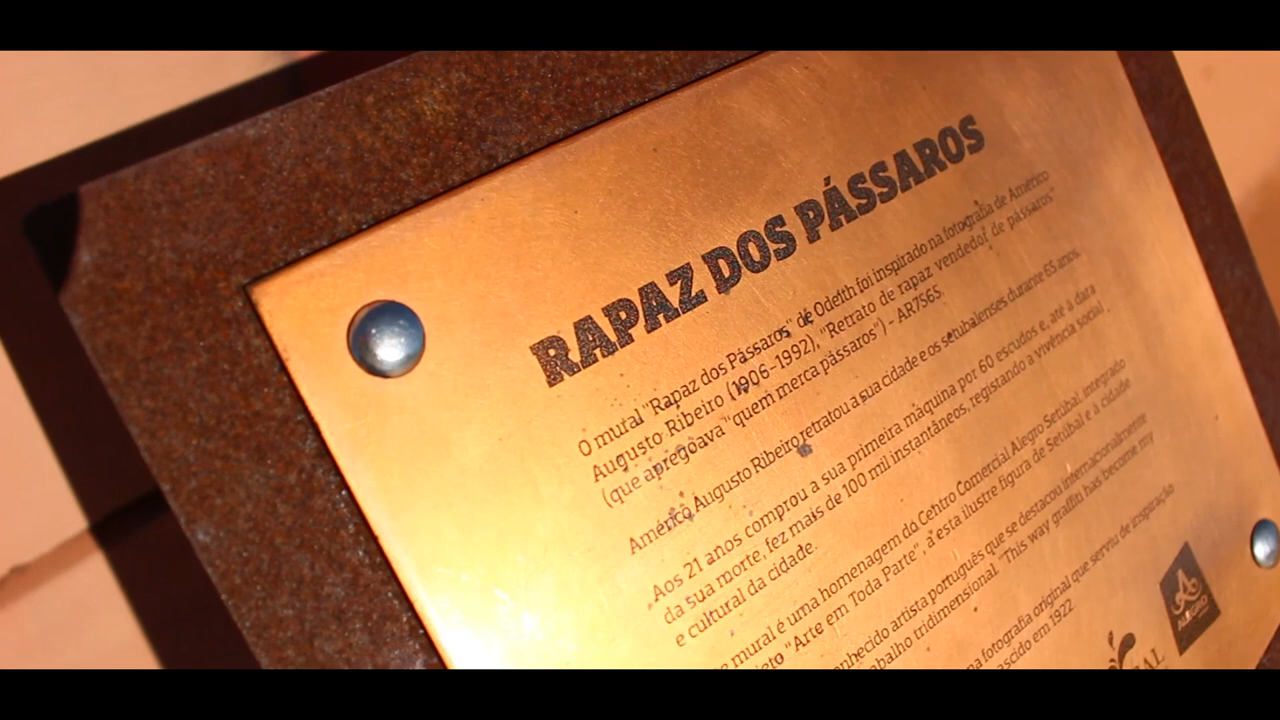 RAPAZ DOS PÁSSAROS
O mural "Rapaz dos Pássaros" de Odeith foi inspirado na fotografia de Américo
Augusto Ribeiro (1906-1992), "Retrato de rapaz vendedor de pássaros"
(que apregoava "quem merca pássaros") - AR7565.
Américo Augusto Ribeiro retratou a sua cidade e os setubalenses durante 65 anos.
Aos 21 anos comprou a sua primeira máquina por 60 escudos e, até à data
da sua morte, fez mais de 100 mil instantâneos, registando a vivência social
e cultural da cidade.
mural é uma homenagem do Centro Comercial Alegro Setúbal, integrado
"Arte em Toda Parte", a esta ilustre figura de Setúbal e à cidade
artista português que se destacou internacionalmente
tridimensional. "This way graffiti has become my
na fotografia original que serviu de inspiração
em 1922
ALEGRO